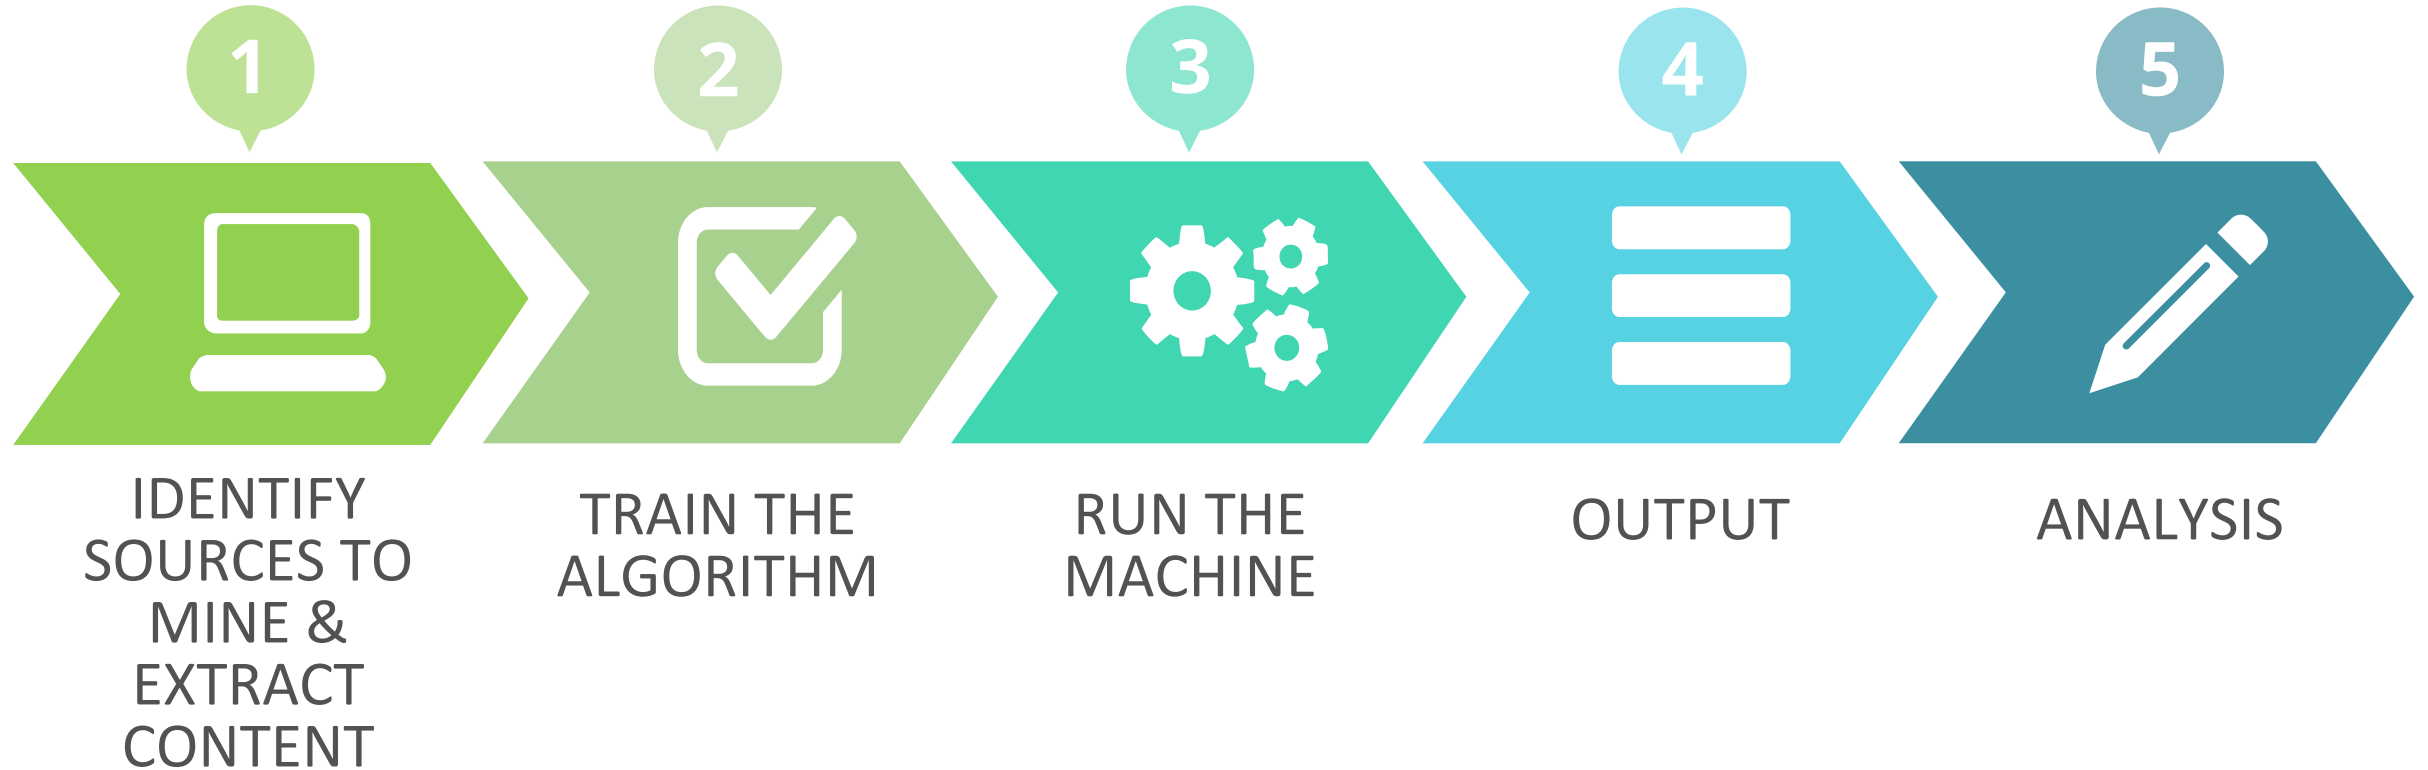 1
2
3
4
5
IDENTIFY
SOURCES TO
MINE &
EXTRACT
CONTENT
TRAIN THE
ALGORITHM
RUN THE
MACHINE
OUTPUT
ANALYSIS